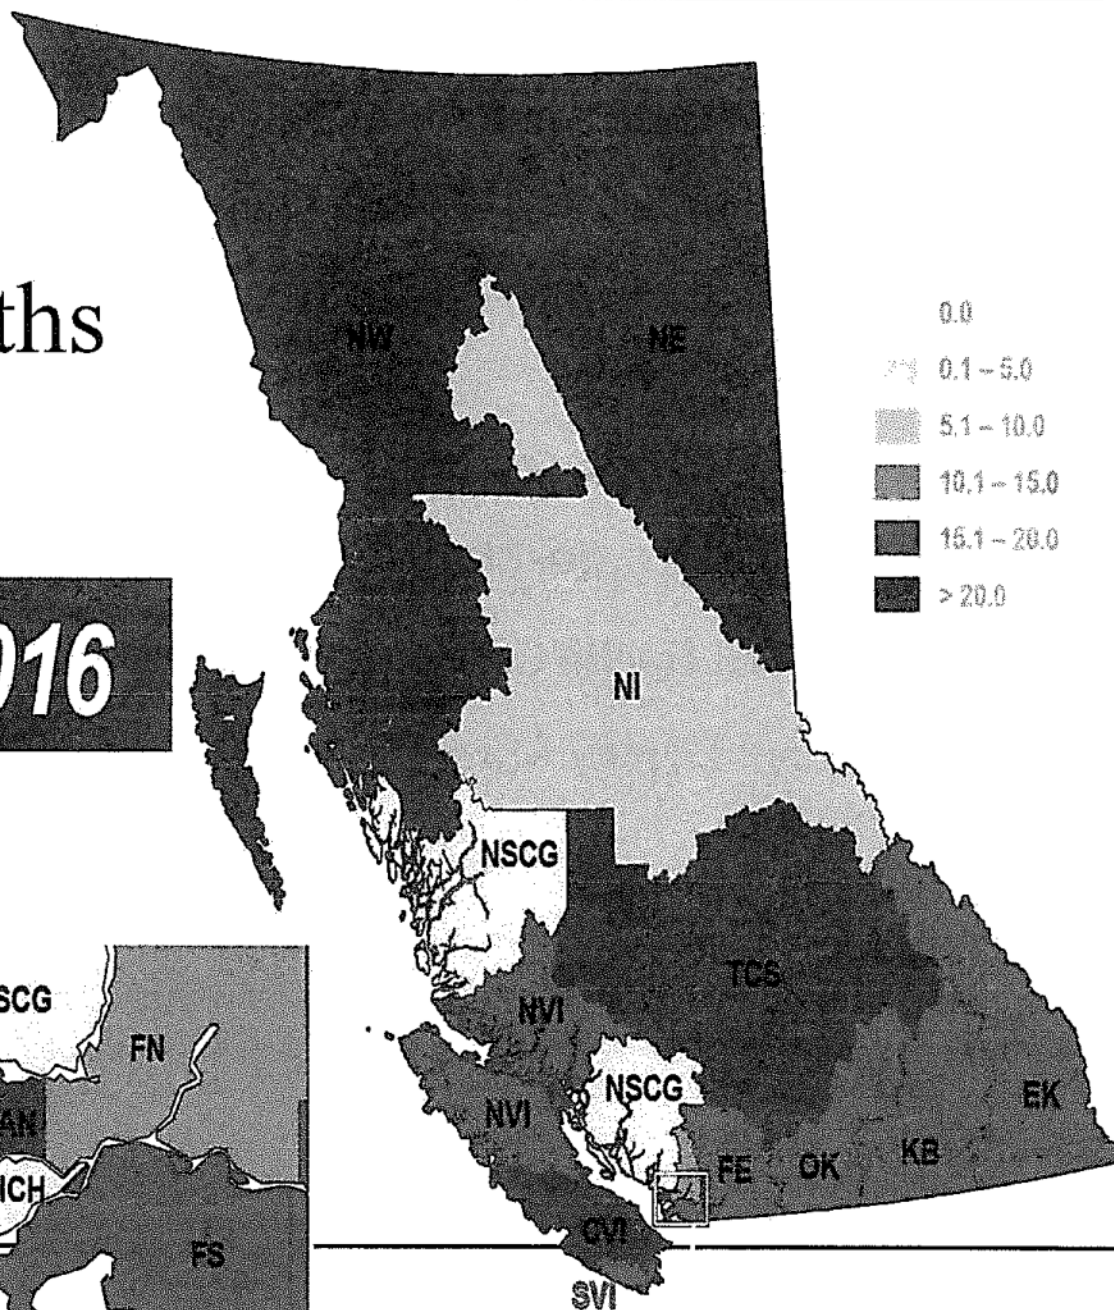 ths
016
0.0
0.1 – 5.0
5.1 – 10.0
10.1 – 15.0
15.1 – 20.0
> 20.0
NW
NE
NI
NSCG
TCS
NVI
NSCG
NVI
EK
KB
OK
FE
CVI
SVI
SCG
FN
AN
ICH
FS